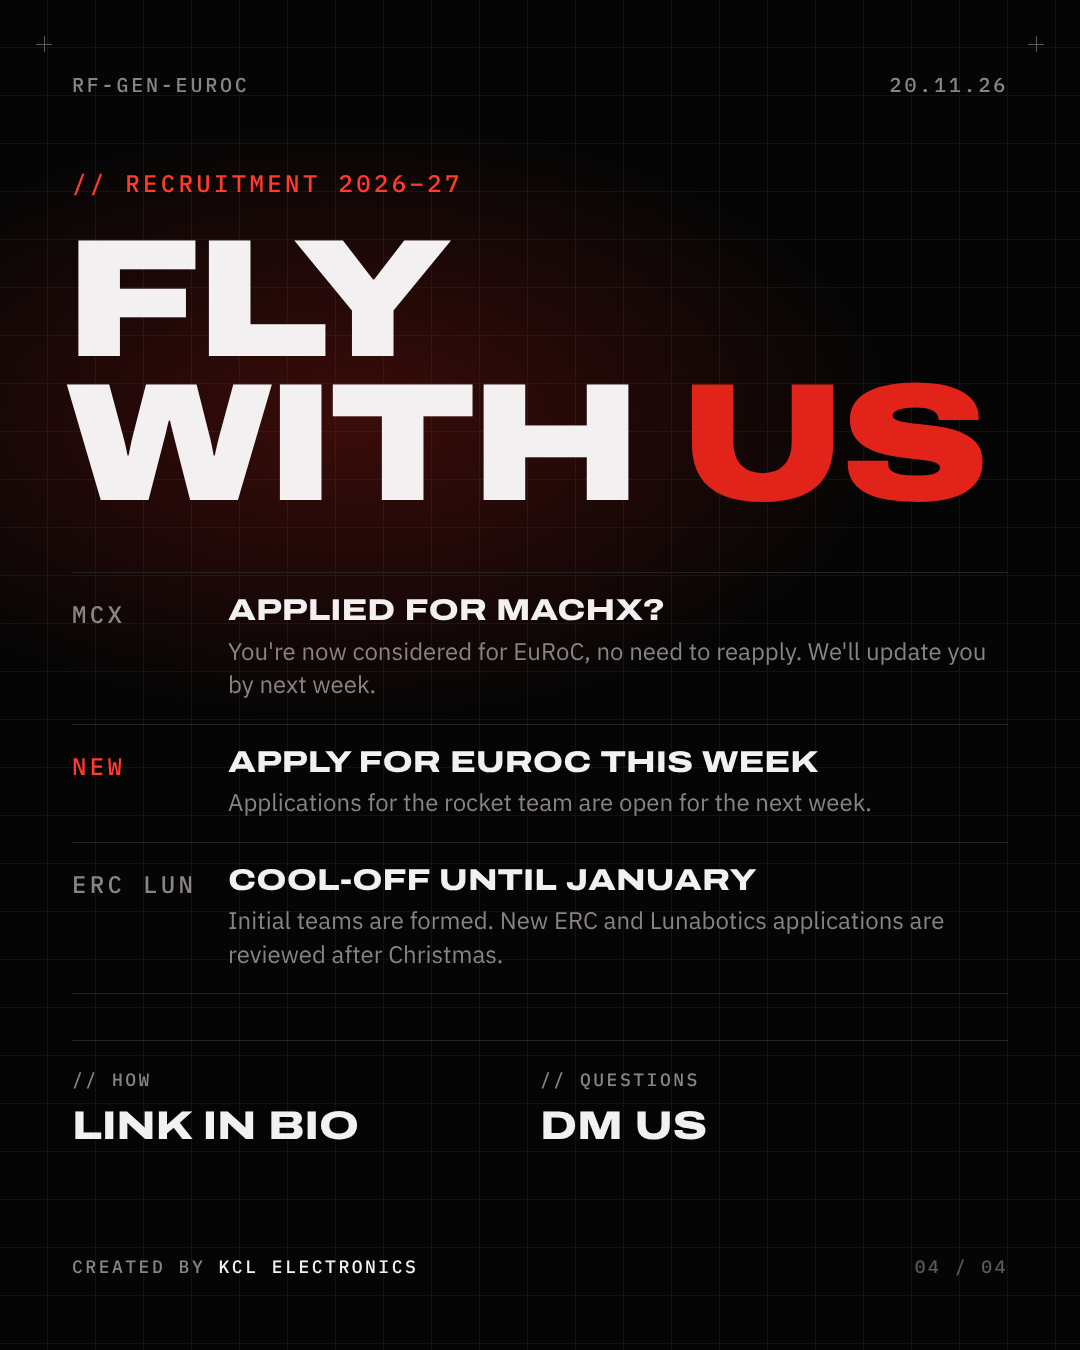 RF-GEN-EUROC
20.11.26
// RECRUITMENT 2026–27
FLY
WITH US
MCX
APPLIED FOR MACHX?
You're now considered for EuRoC, no need to reapply. We'll update you
by next week.
NEW
APPLY FOR EUROC THIS WEEK
Applications for the rocket team are open for the next week.
ERC LUN
COOL-OFF UNTIL JANUARY
Initial teams are formed. New ERC and Lunabotics applications are
reviewed after Christmas.
// HOW
LINK IN BIO
// QUESTIONS
DM US
CREATED BY KCL ELECTRONICS
04 / 04